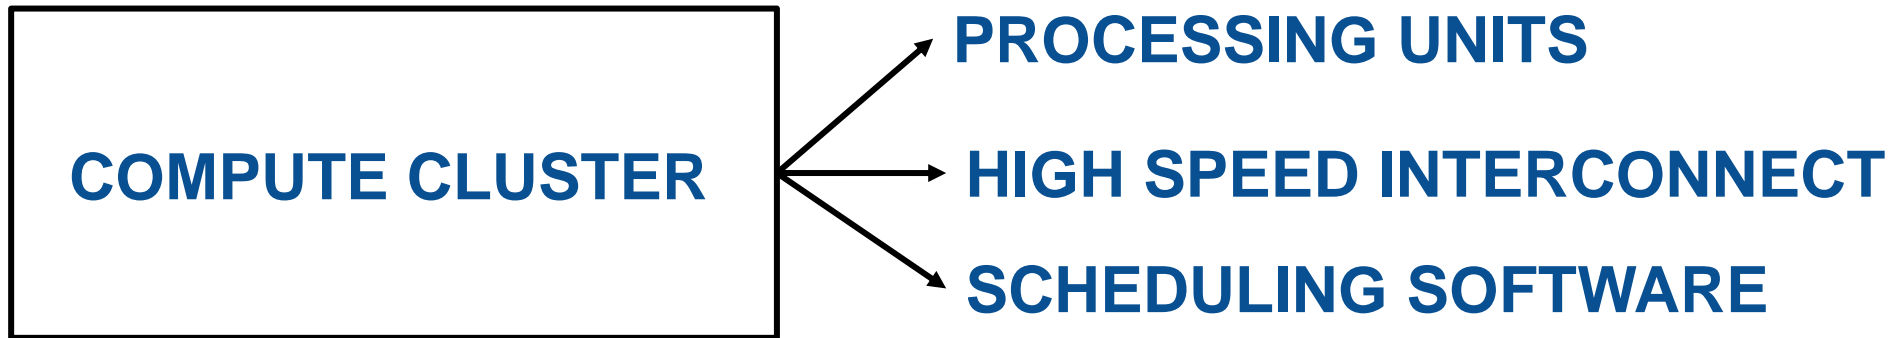 COMPUTE CLUSTER
PROCESSING UNITS
HIGH SPEED INTERCONNECT
SCHEDULING SOFTWARE